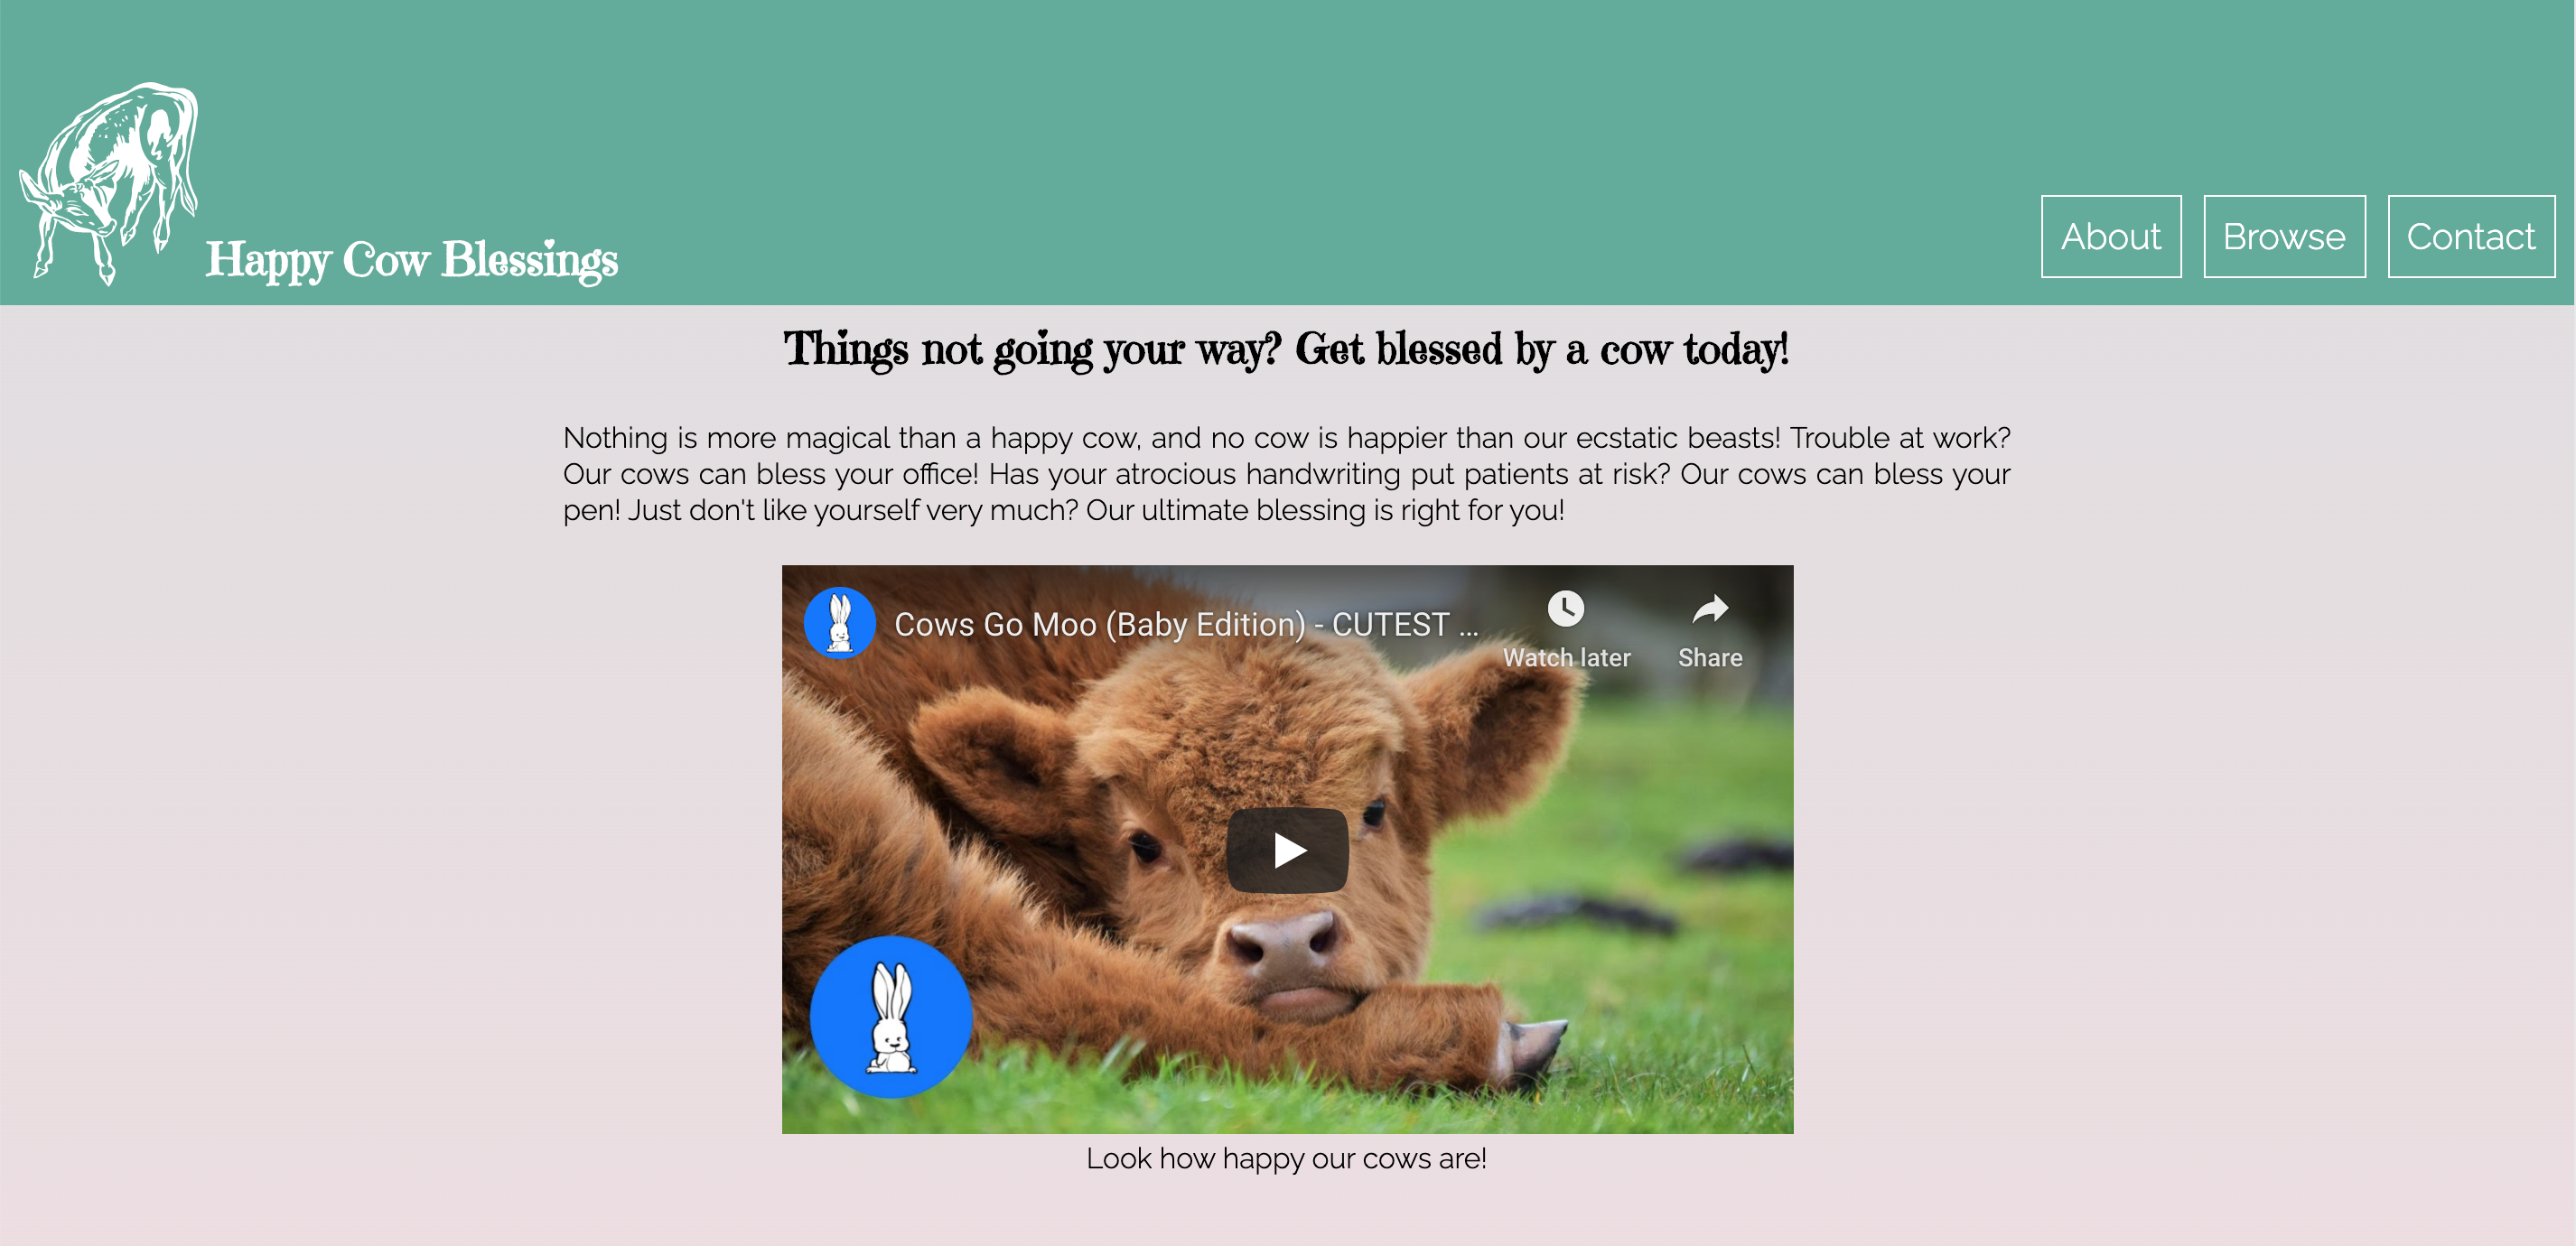 Happy Cow Blessings
About
Browse
Contact
Things not going your way? Get blessed by a cow today!
Nothing is more magical than a happy cow, and no cow is happier than our ecstatic beasts! Trouble at work?
Our cows can bless your office! Has your atrocious handwriting put patients at risk? Our cows can bless your
pen! Just don't like yourself very much? Our ultimate blessing is right for you!
Cows Go Moo (Baby Edition) - CUTEST ...
Watch later
Share
Look how happy our cows are!